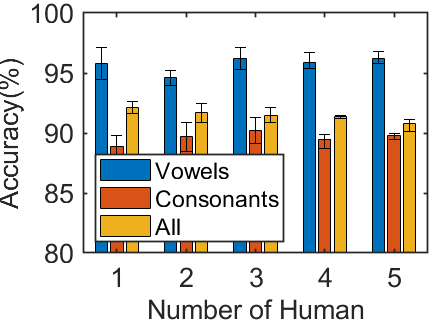 Accuracy(%)
100
95
90
85
80
Vowels
Consonants
All
1 2 3 4 5
Number of Human